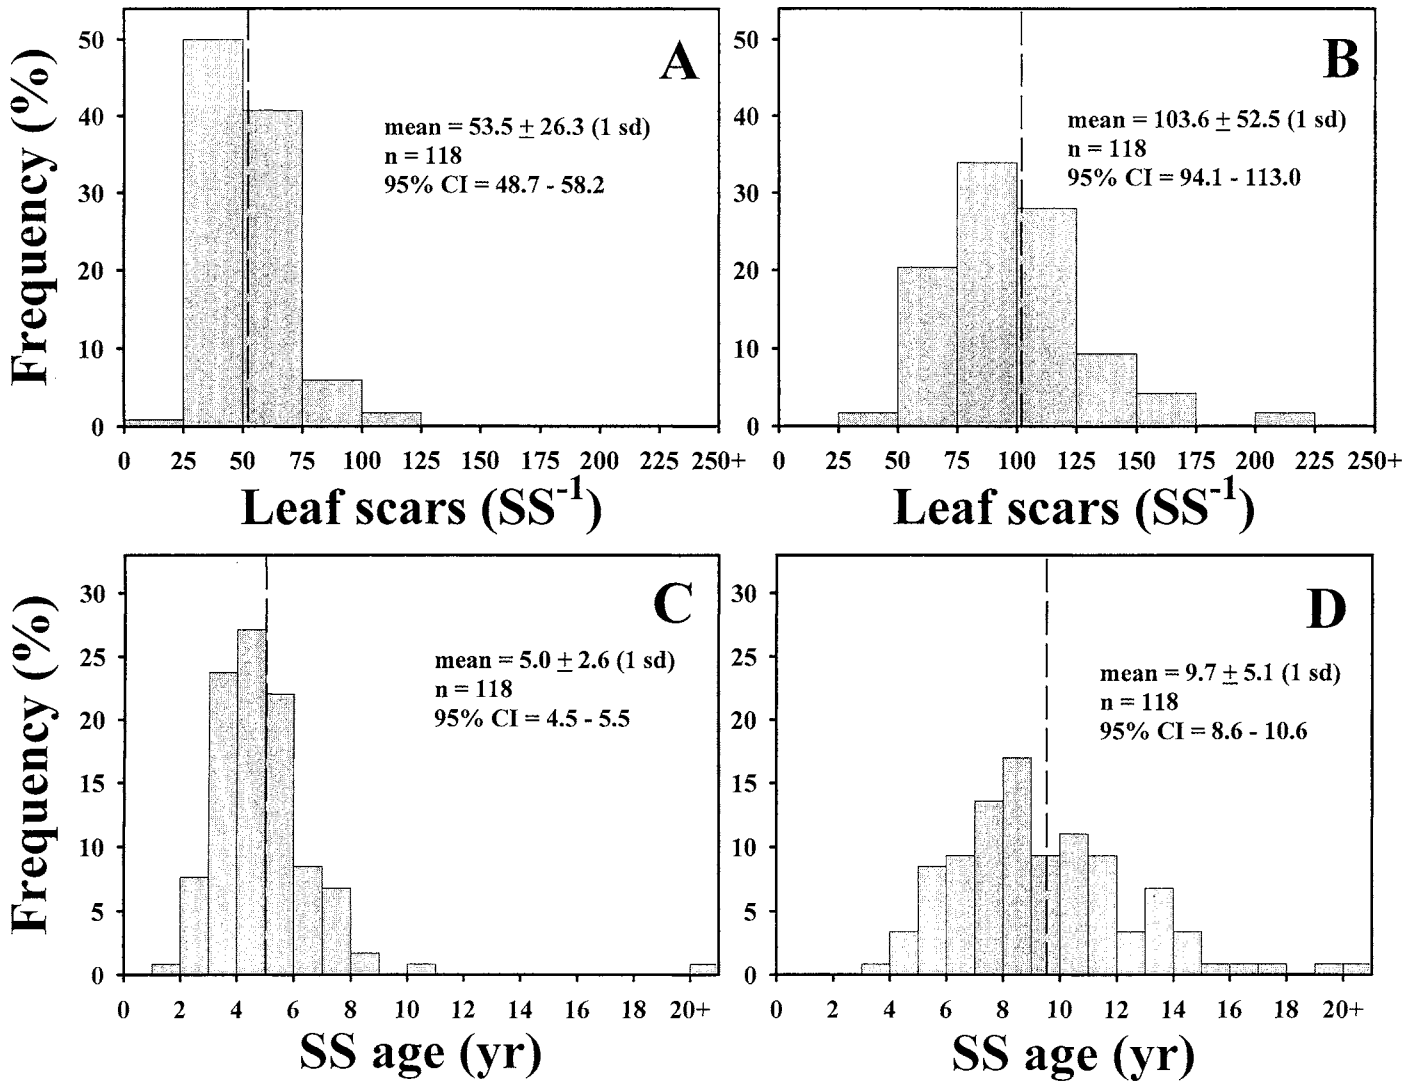 Frequency (%)
50
40
30
20
10
0
A
mean = 53.5 ± 26.3 (1 sd)
n = 118
95% CI = 48.7 - 58.2
0 25 50 75 100 125 150 175 200 225 250+
Leaf scars (SS⁻¹)
50
40
30
20
10
0
B
mean = 103.6 ± 52.5 (1 sd)
n = 118
95% CI = 94.1 - 113.0
0 25 50 75 100 125 150 175 200 225 250+
Leaf scars (SS⁻¹)
Frequency (%)
30
25
20
15
10
5
0
C
mean = 5.0 ± 2.6 (1 sd)
n = 118
95% CI = 4.5 - 5.5
0 2 4 6 8 10 12 14 16 18 20+
SS age (yr)
30
25
20
15
10
5
0
D
mean = 9.7 ± 5.1 (1 sd)
n = 118
95% CI = 8.6 - 10.6
0 2 4 6 8 10 12 14 16 18 20+
SS age (yr)